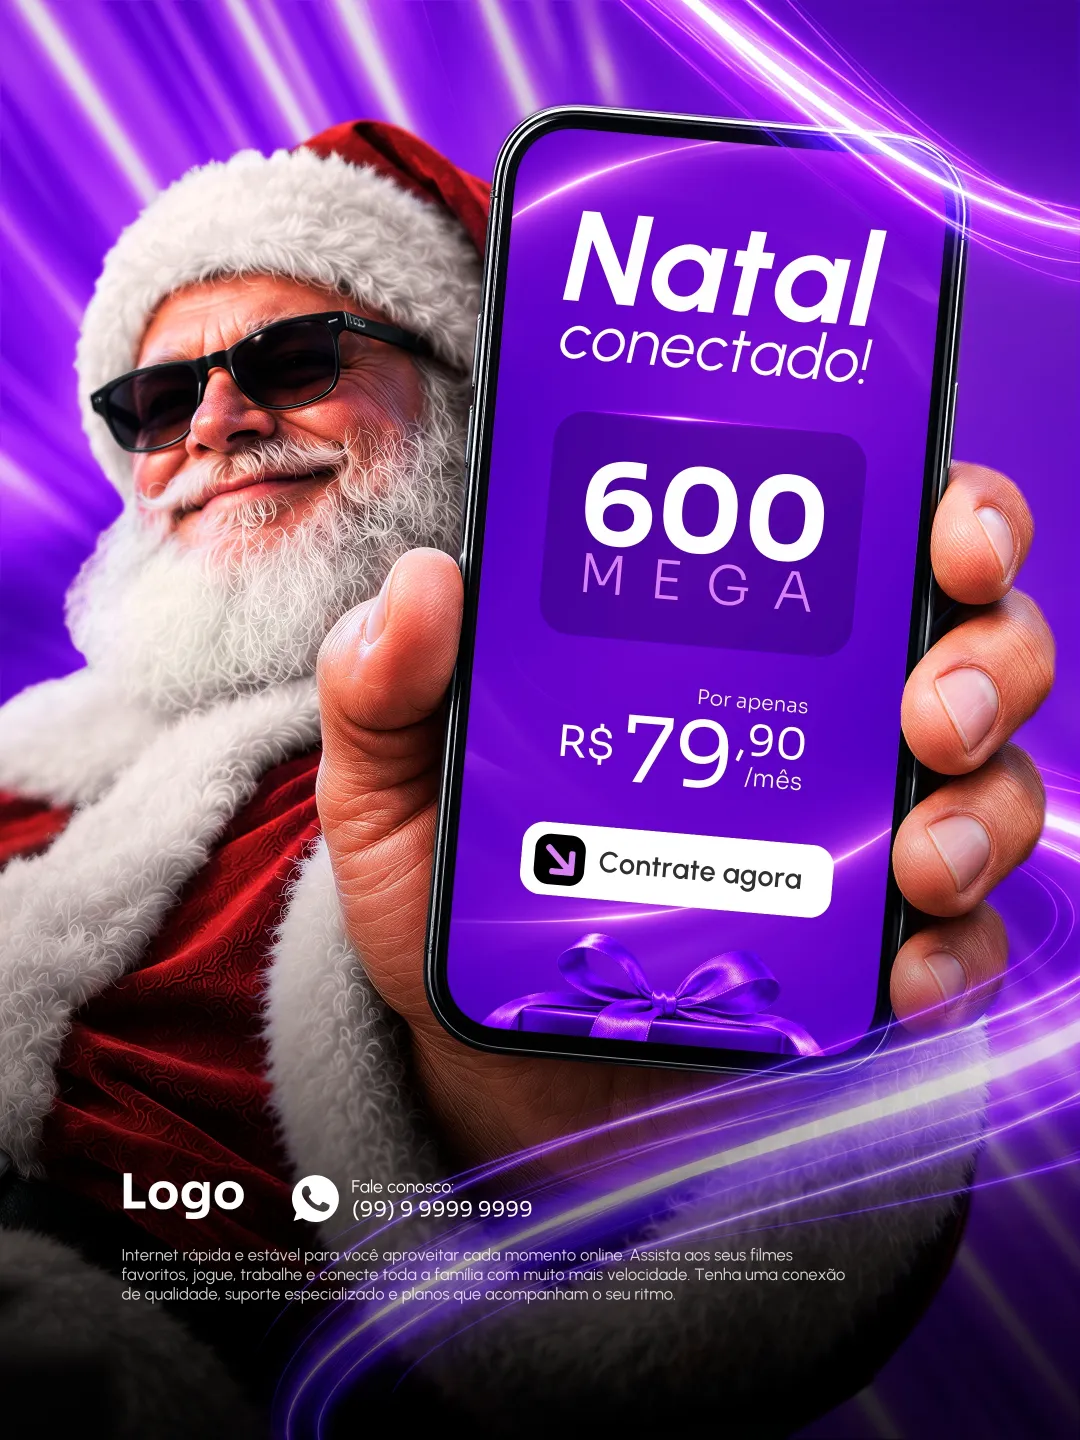 Natal
conectado!
600
MEGA
Por apenas
R$ 79,90
/mês
Contrate agora
Logo
Fale conosco:
(99) 9 9999 9999
Internet rápida e estável para você aproveitar cada momento online. Assista aos seus filmes
favoritos, jogue, trabalhe e conecte toda a família com muito mais velocidade. Tenha uma conexão
de qualidade, suporte especializado e planos que acompanham o seu ritmo.